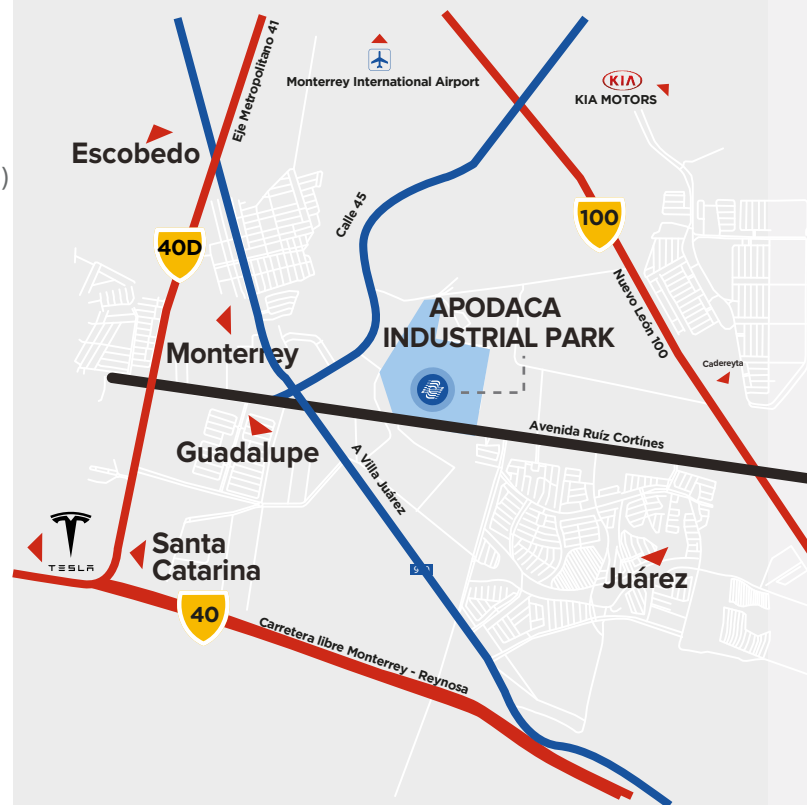 Eje Metropolitano 41
Monterrey International Airport
KIA
KIA MOTORS
Escobedo
)
Calle 45
40D
100
Nuevo León 100
APODACA
INDUSTRIAL PARK
Monterrey
Cadereyta
Avenida Ruíz Cortínes
Guadalupe
A Villa Juárez
TESLA
Santa
Catarina
Juárez
40
Carretera libre Monterrey - Reynosa